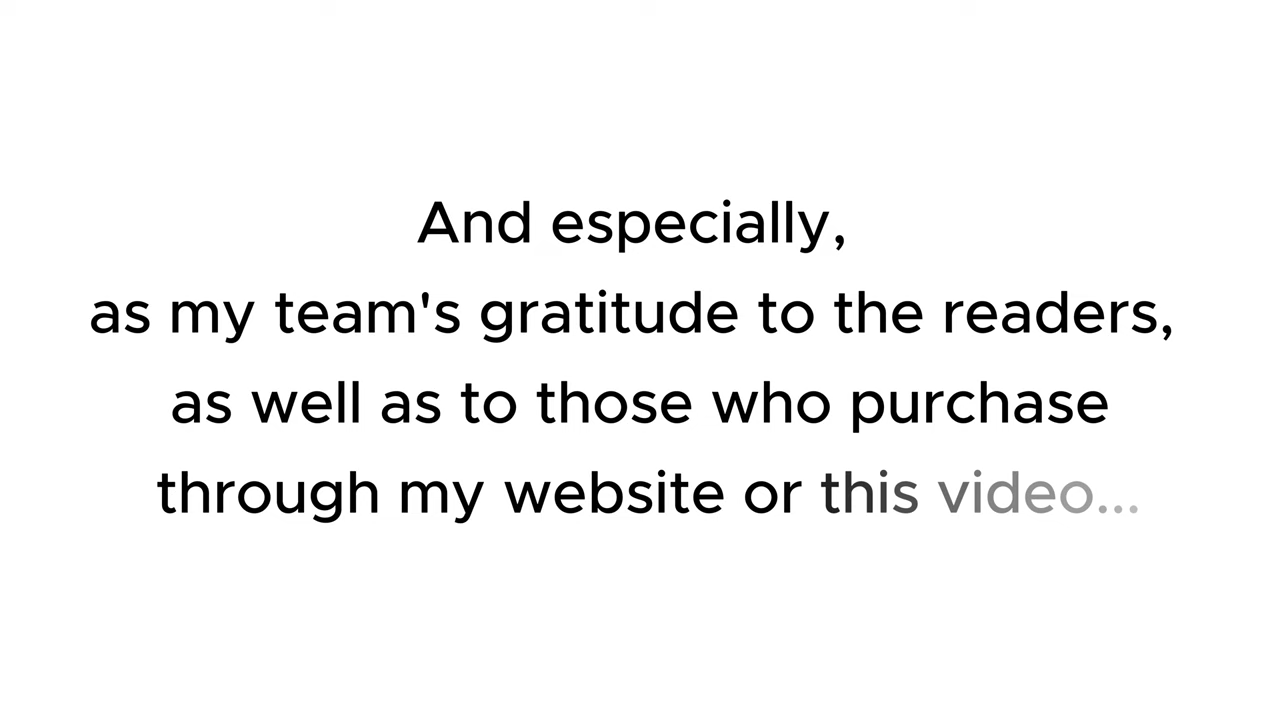 And especially,
as my team's gratitude to the readers,
as well as to those who purchase
through my website or this video...